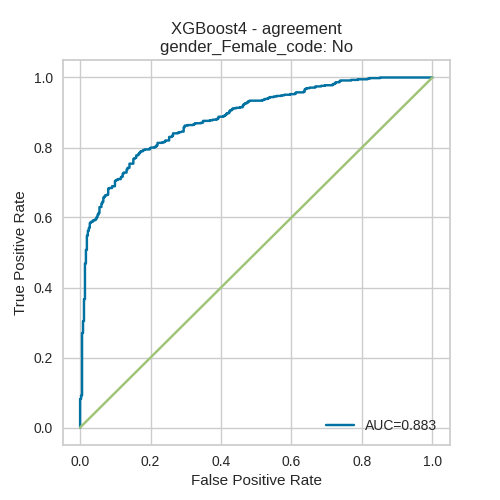 XGBoost4 - agreement
gender_Female_code: No
True Positive Rate
1.0
0.8
0.6
0.4
0.2
0.0
AUC=0.883
0.0 0.2 0.4 0.6 0.8 1.0
False Positive Rate